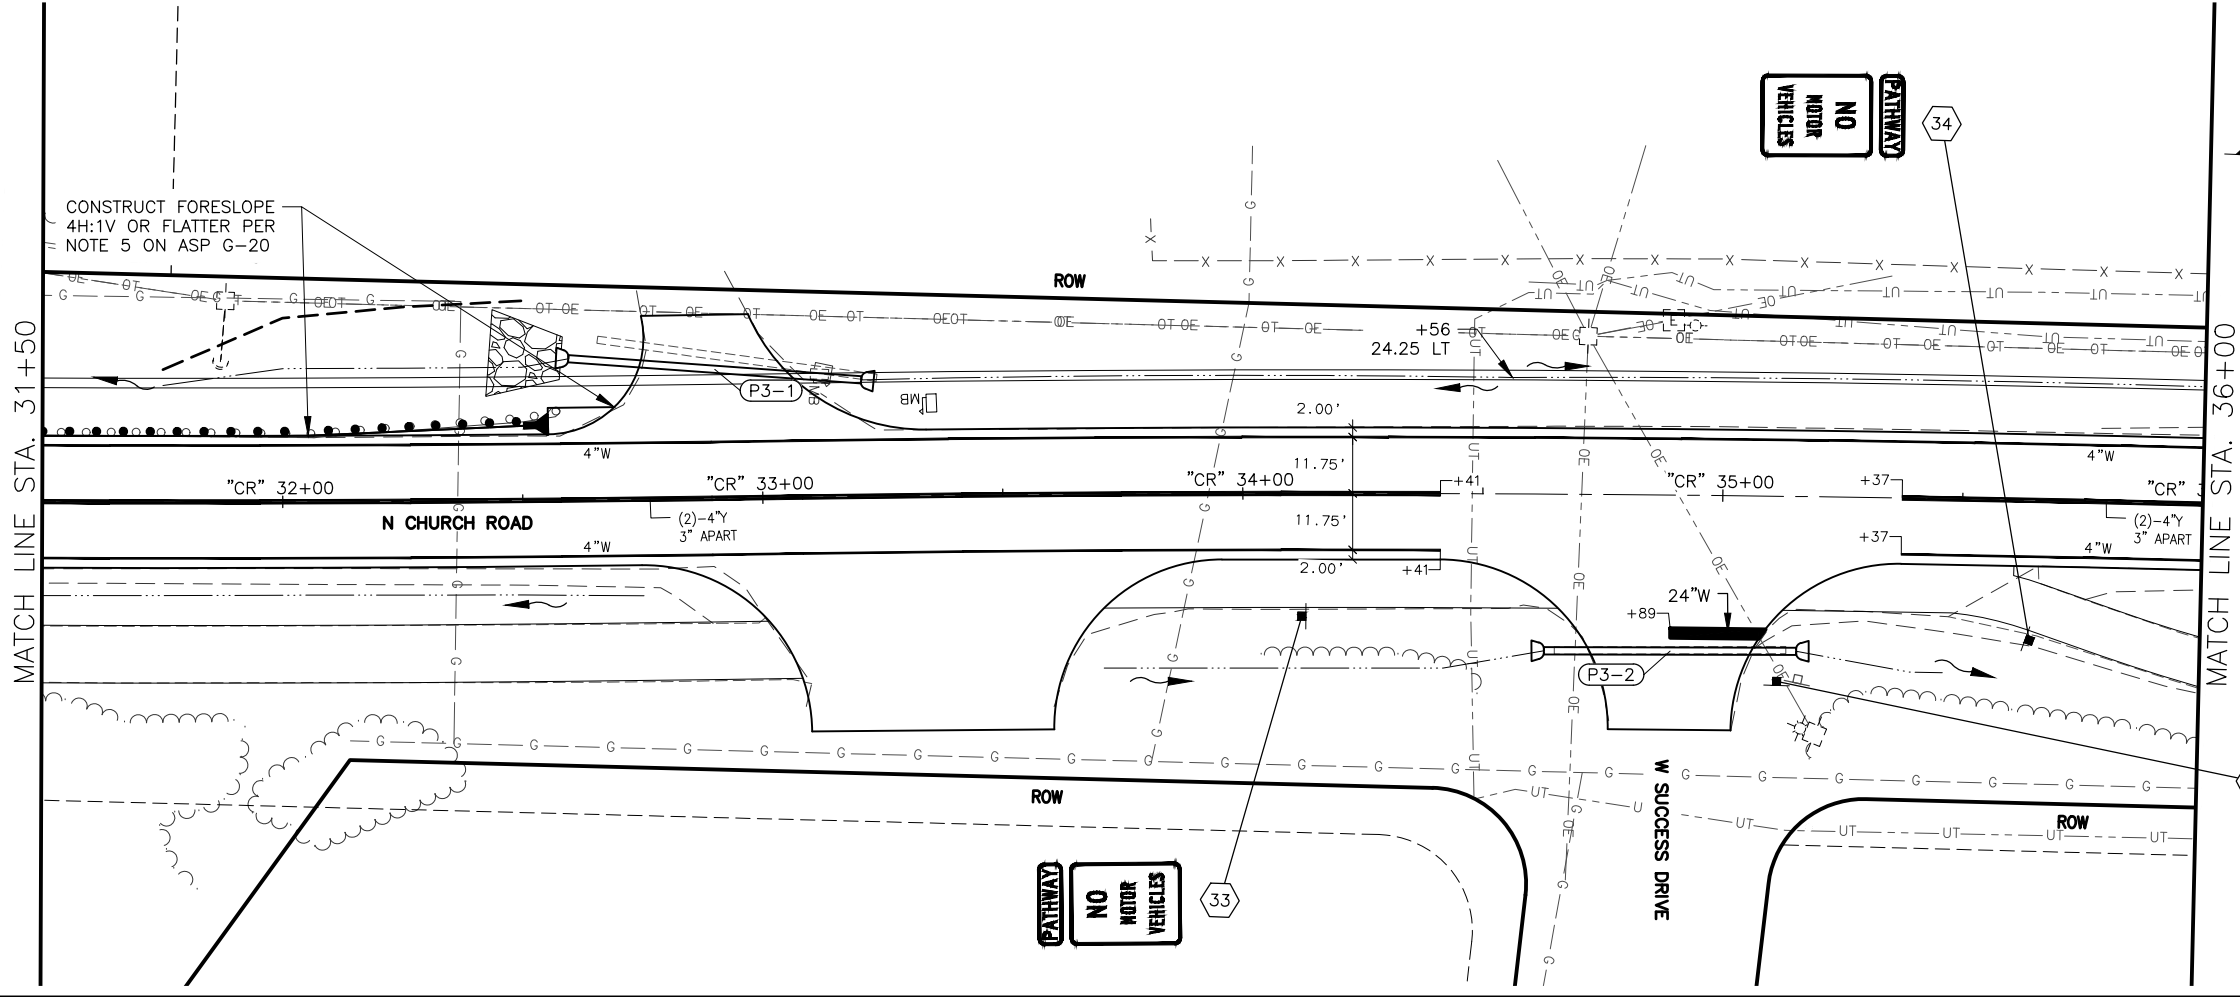 MATCH LINE STA. 31+50
CONSTRUCT FORESLOPE
4H:1V OR FLATTER PER
NOTE 5 ON ASP G-20
NO
MOTOR
VEHICLES
PATHWAY
34
ROW
+56
24.25 LT
P3-1
MB
MB
2.00'
4"W
11.75'
"CR" 32+00
"CR" 33+00
"CR" 34+00
+41
"CR" 35+00
+37
4"W
"CR"
N CHURCH ROAD
(2)-4"Y
3" APART
11.75'
(2)-4"Y
3" APART
4"W
+37
4"W
2.00'
+41
24"W
+89
P3-2
ROW
W SUCCESS DRIVE
ROW
PATHWAY
NO
MOTOR
VEHICLES
33
MATCH LINE STA. 36+00